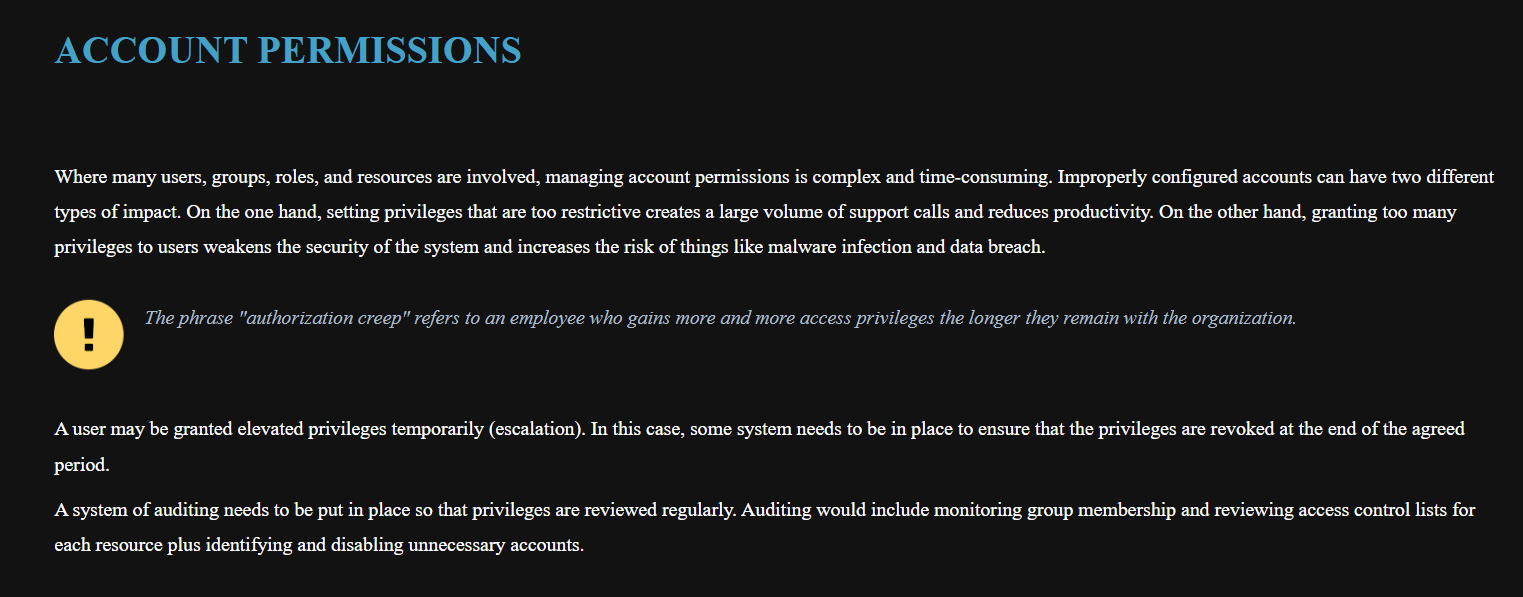 ACCOUNT PERMISSIONS
Where many users, groups, roles, and resources are involved, managing account permissions is complex and time-consuming. Improperly configured accounts can have two different
types of impact. On the one hand, setting privileges that are too restrictive creates a large volume of support calls and reduces productivity. On the other hand, granting too many
privileges to users weakens the security of the system and increases the risk of things like malware infection and data breach.
The phrase "authorization creep" refers to an employee who gains more and more access privileges the longer they remain with the organization.
A user may be granted elevated privileges temporarily (escalation). In this case, some system needs to be in place to ensure that the privileges are revoked at the end of the agreed
period.
A system of auditing needs to be put in place so that privileges are reviewed regularly. Auditing would include monitoring group membership and reviewing access control lists for
each resource plus identifying and disabling unnecessary accounts.